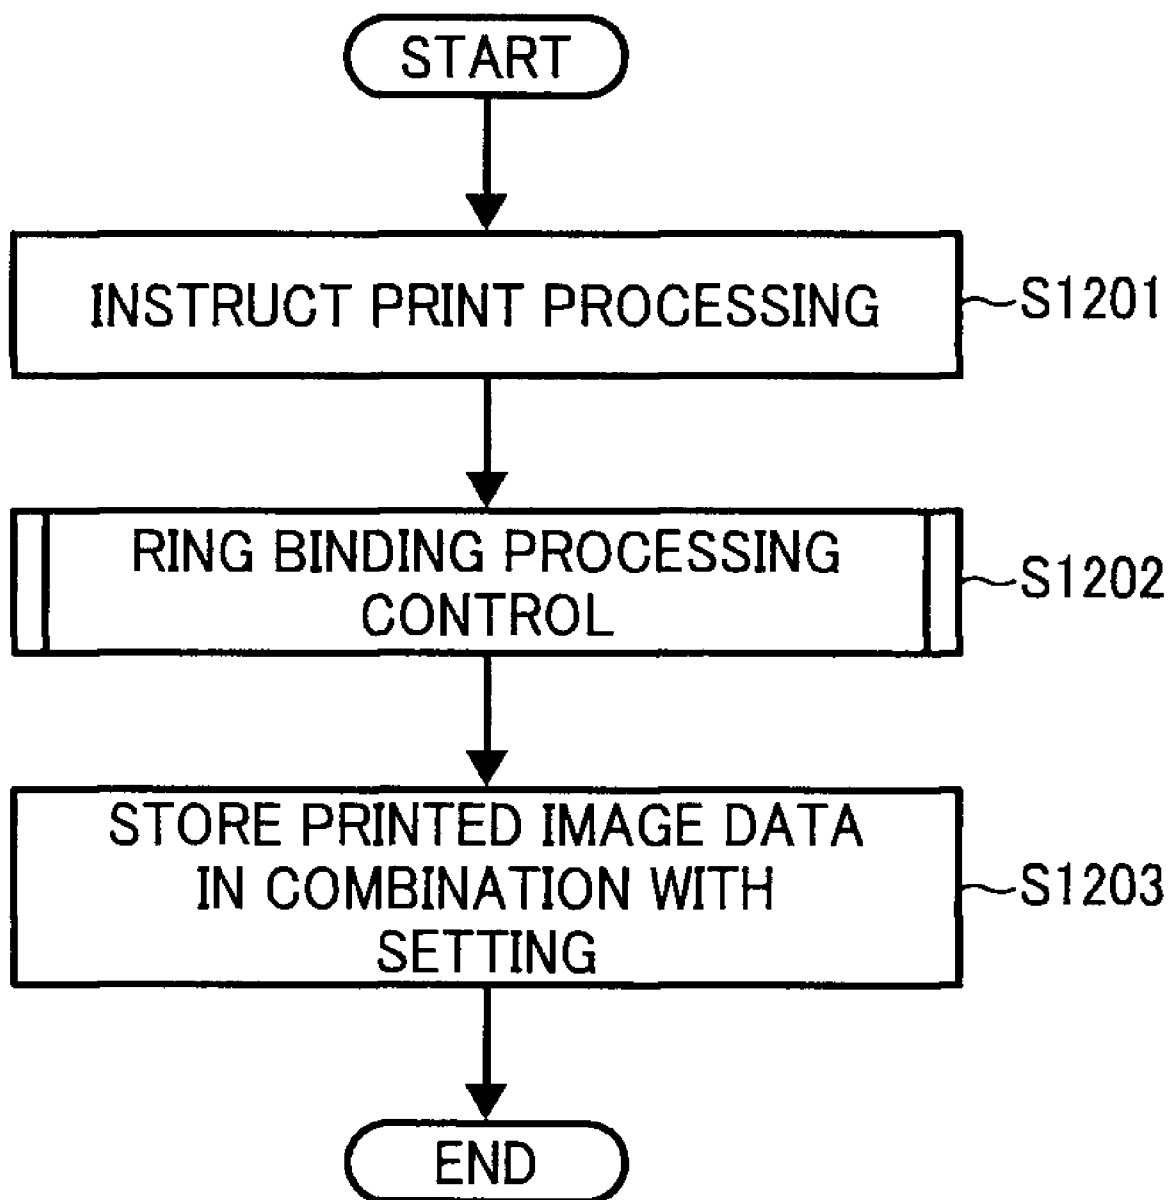 START
INSTRUCT PRINT PROCESSING
S1201
RING BINDING PROCESSING
CONTROL
S1202
STORE PRINTED IMAGE DATA
IN COMBINATION WITH
SETTING
S1203
END